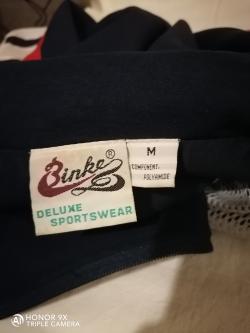 Binke®
DELUXE
SPORTSWEAR
M
COMPONENT:
POLYAMIDE
HONOR 9X
TRIPLE CAMERA